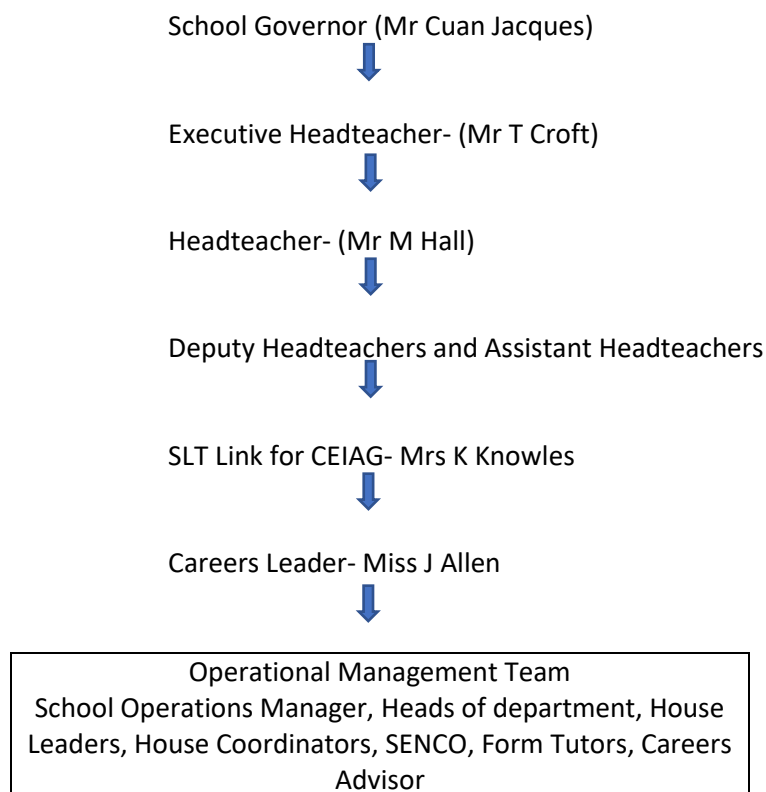 School Governor (Mr Cuan Jacques)
Executive Headteacher- (Mr T Croft)
Headteacher- (Mr M Hall)
Deputy Headteachers and Assistant Headteachers
SLT Link for CEIAG- Mrs K Knowles
Careers Leader- Miss J Allen
Operational Management Team
School Operations Manager, Heads of department, House
Leaders, House Coordinators, SENCO, Form Tutors, Careers
Advisor